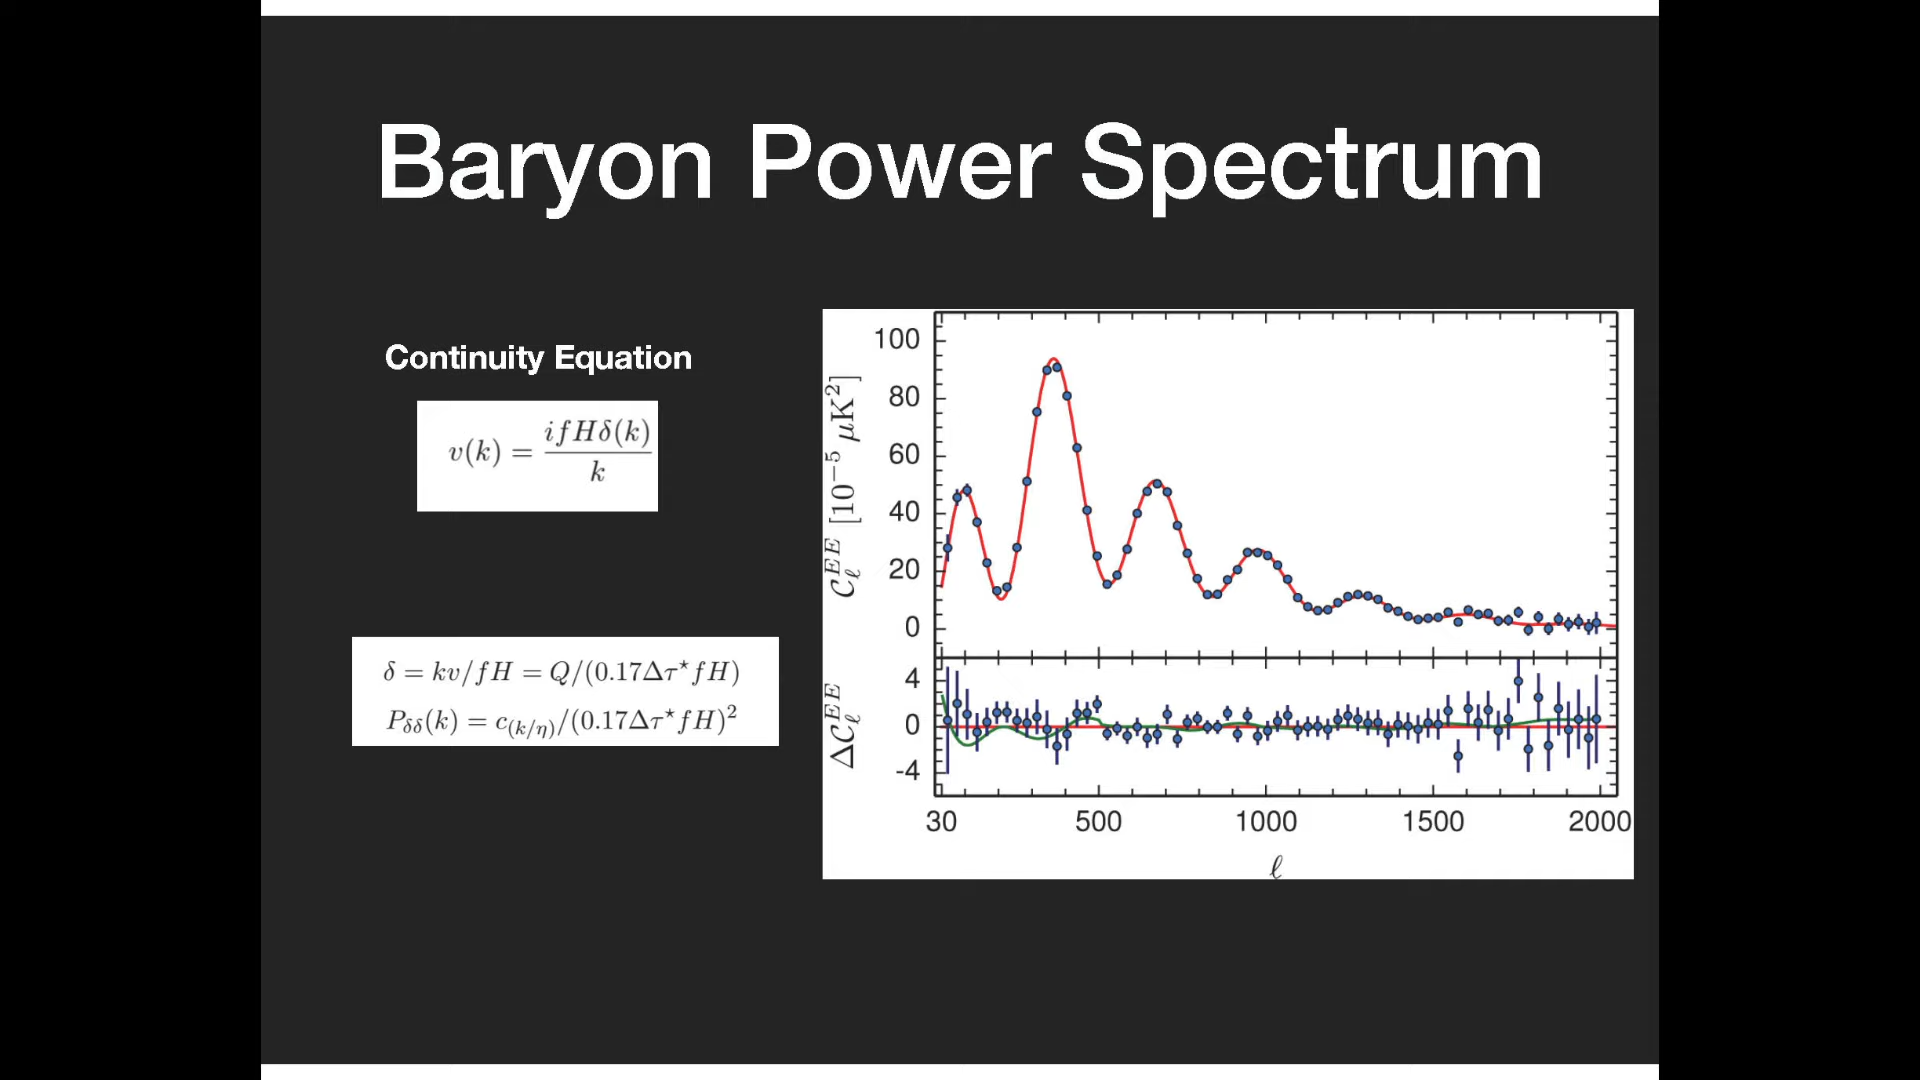 Baryon Power Spectrum
Continuity Equation
v(k) = ifHδ(k) / k
δ = kv/fH = Q/(0.17Δτ⋆fH)
P_δδ(k) = c_(k/η)/(0.17Δτ⋆fH)²
C_ℓ^EE [10⁻⁵ μK²]
100
80
60
40
20
0
ΔC_ℓ^EE
4
0
-4
30 500 1000 1500 2000
ℓ